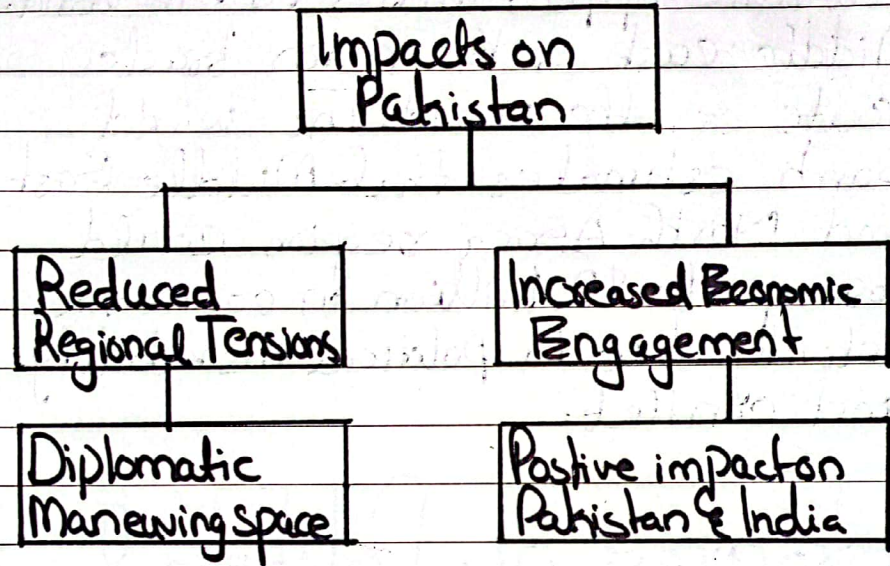 Impacts on
Pakistan
Reduced
Regional Tensions
Increased Economic
Engagement
Diplomatic
Maneuving space
Postive impact on
Pakistan & India